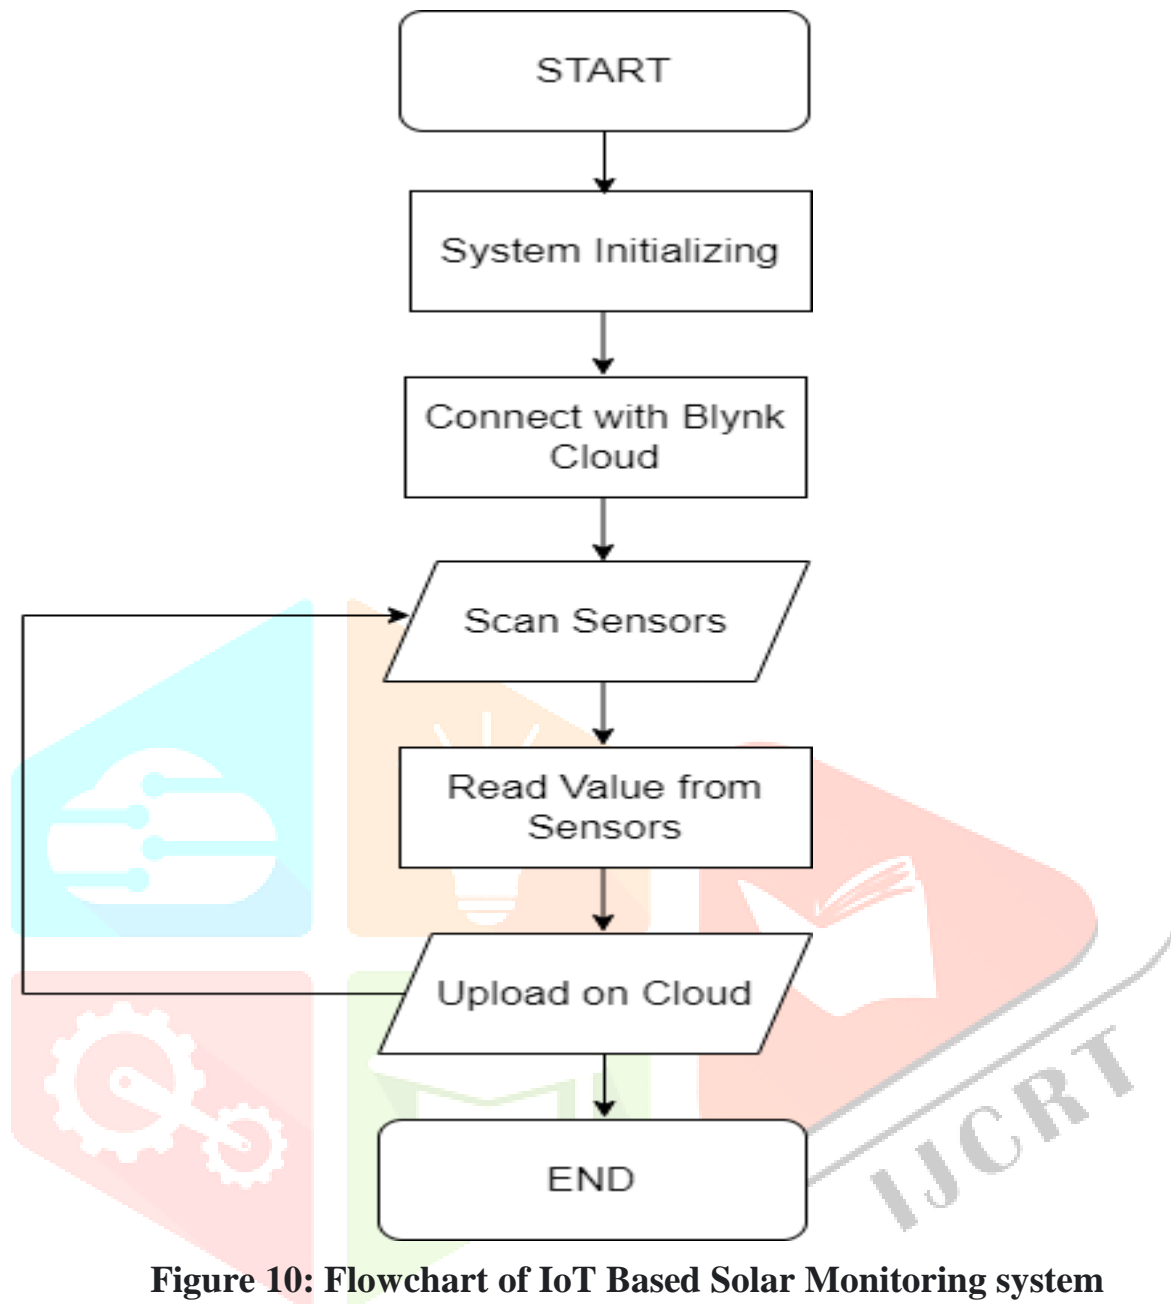 START
System Initializing
Connect with Blynk
Cloud
Scan Sensors
Read Value from
Sensors
Upload on Cloud
END
IJCRT
Figure 10: Flowchart of IoT Based Solar Monitoring system